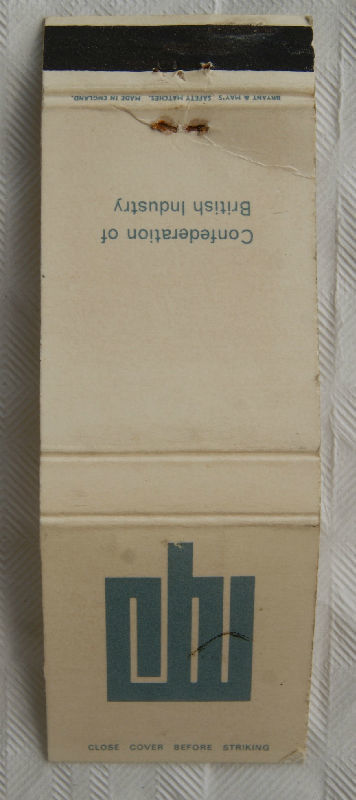 BRYANT & MAY'S. SAFETY MATCHES. MADE IN ENGLAND.
Confederation of
British Industry
CLOSE COVER BEFORE STRIKING